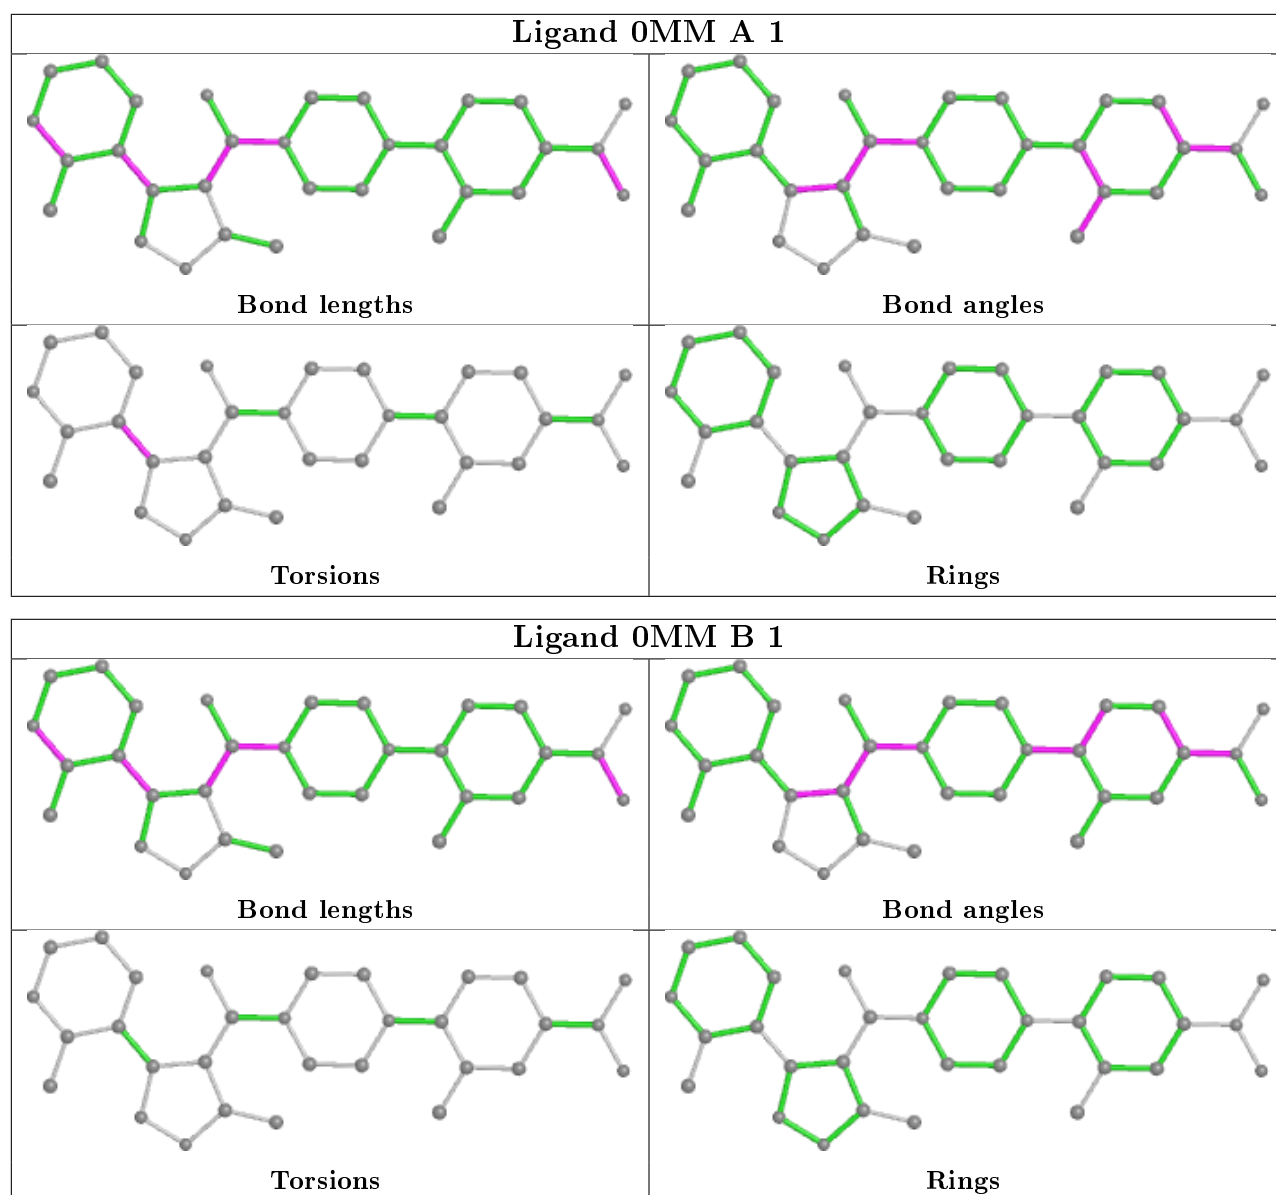 Ligand 0MM A 1
Bond lengths
Bond angles
Torsions
Rings
Ligand 0MM B 1
Bond lengths
Bond angles
Torsions
Rings